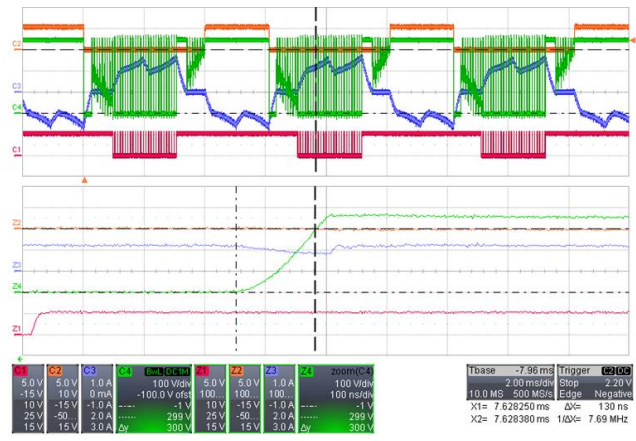 C2
C3
C4
C1
Z2
Z3
Z4
Z1
C1 C2 C3 C4 BwL DC1M Z1 Z2 Z3 Z4 zoom(C4)
5.0 V 5.0 V 1.0 A 100 V/div 5.0 V 5.0 V 1.0 A 100 V/div
-15 V 10 V 0 mA -100.0 V ofst 100... 100... 100... 100 ns/div
10 V 15 V -1.0 A -1 V -15 V -50... -1.0 A -1 V
25 V 15 V 2.0 A 299 V 25 V 15 V 2.0 A 299 V
15 V 15 V 3.0 A Δy 300 V 15 V 15 V 3.0 A Δy 300 V
Tbase -7.96 ms Trigger C2 DC
2.00 ms/div Stop 2.20 V
10.0 MS 500 MS/s Edge Negative
X1= 7.628250 ms ΔX= 130 ns
X2= 7.628380 ms 1/ΔX= 7.69 MHz